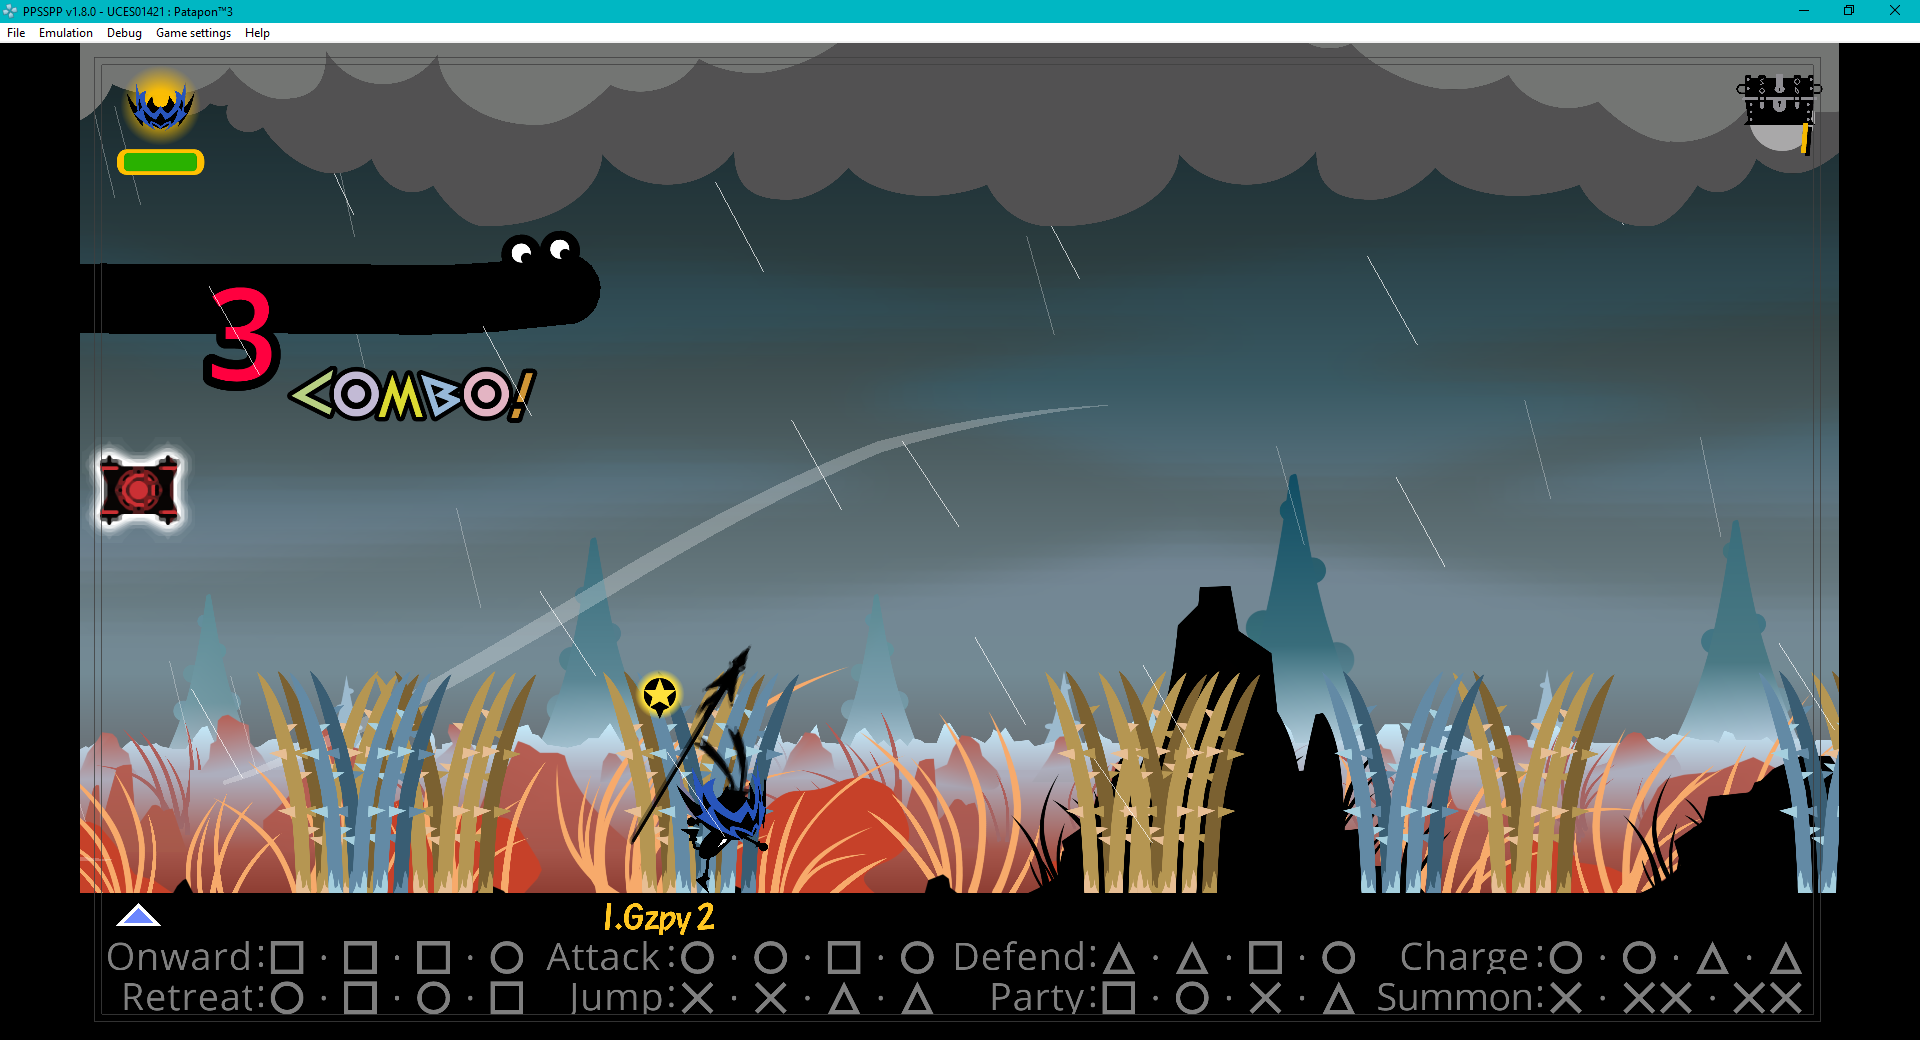 PPSSPP v1.8.0 - UCES01421 : Patapon™3
File Emulation Debug Game settings Help
3
COMBO!
1.Gzpy 2
Onward: □ · □ · □ · ○ Attack: ○ · ○ · □ · ○ Defend: △ · △ · □ · ○ Charge: ○ · ○ · △ · △
Retreat: ○ · □ · ○ · □ Jump: X · X · △ · △ Party: □ · ○ · X · △ Summon: X · XX · XX